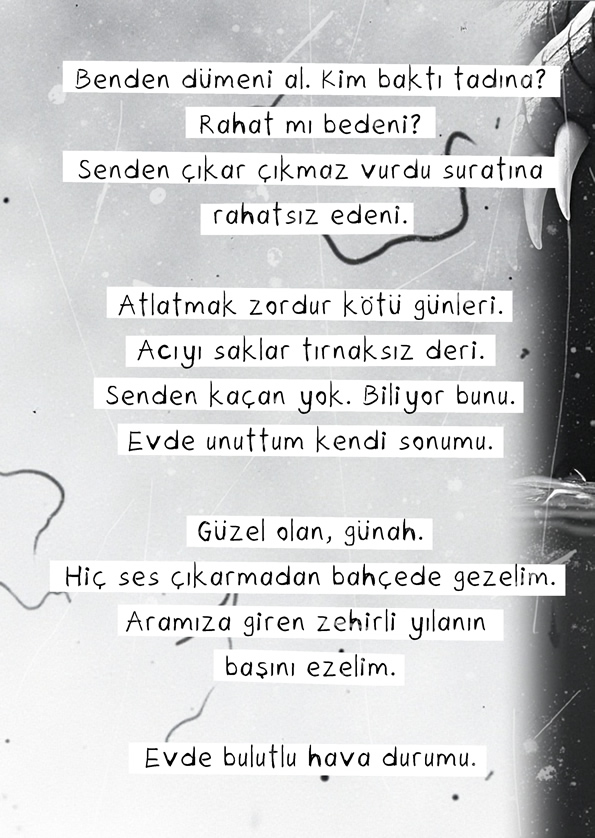 Benden dümeni al. Kim baktı tadına?
Rahat mı bedeni?
Senden çıkar çıkmaz vurdu suratına
rahatsız edeni.
Atlatmak zordur kötü günleri.
Acıyı saklar tırnaksız deri.
Senden kaçan yok. Biliyor bunu.
Evde unuttum kendi sonumu.
Güzel olan, günah.
Hiç ses çıkarmadan bahçede gezelim.
Aramıza giren zehirli yılanın
başını ezelim.
Evde bulutlu hava durumu.